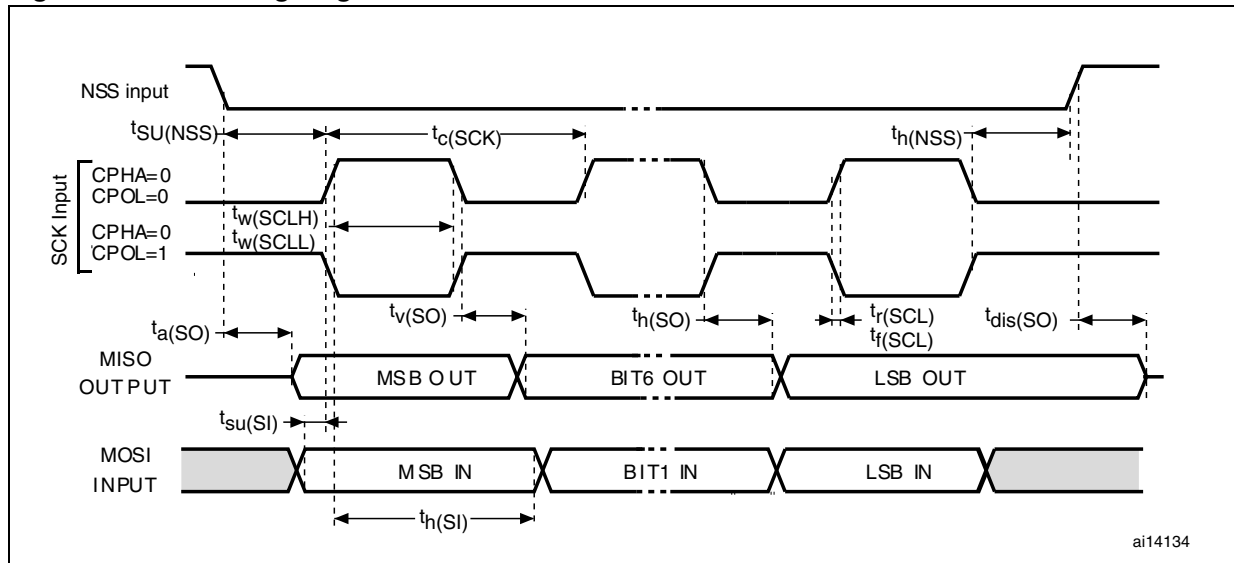 NSS input
tSU(NSS)
tc(SCK)
th(NSS)
SCK Input
CPHA=0
CPOL=0
tw(SCLH)
tw(SCLL)
CPHA=0
CPOL=1
ta(SO)
tv(SO)
th(SO)
tr(SCL)
tf(SCL)
tdis(SO)
MISO
OUTPUT
MSB OUT
BIT6 OUT
LSB OUT
tsu(SI)
MOSI
INPUT
MSB IN
BIT1 IN
LSB IN
th(SI)
ai14134